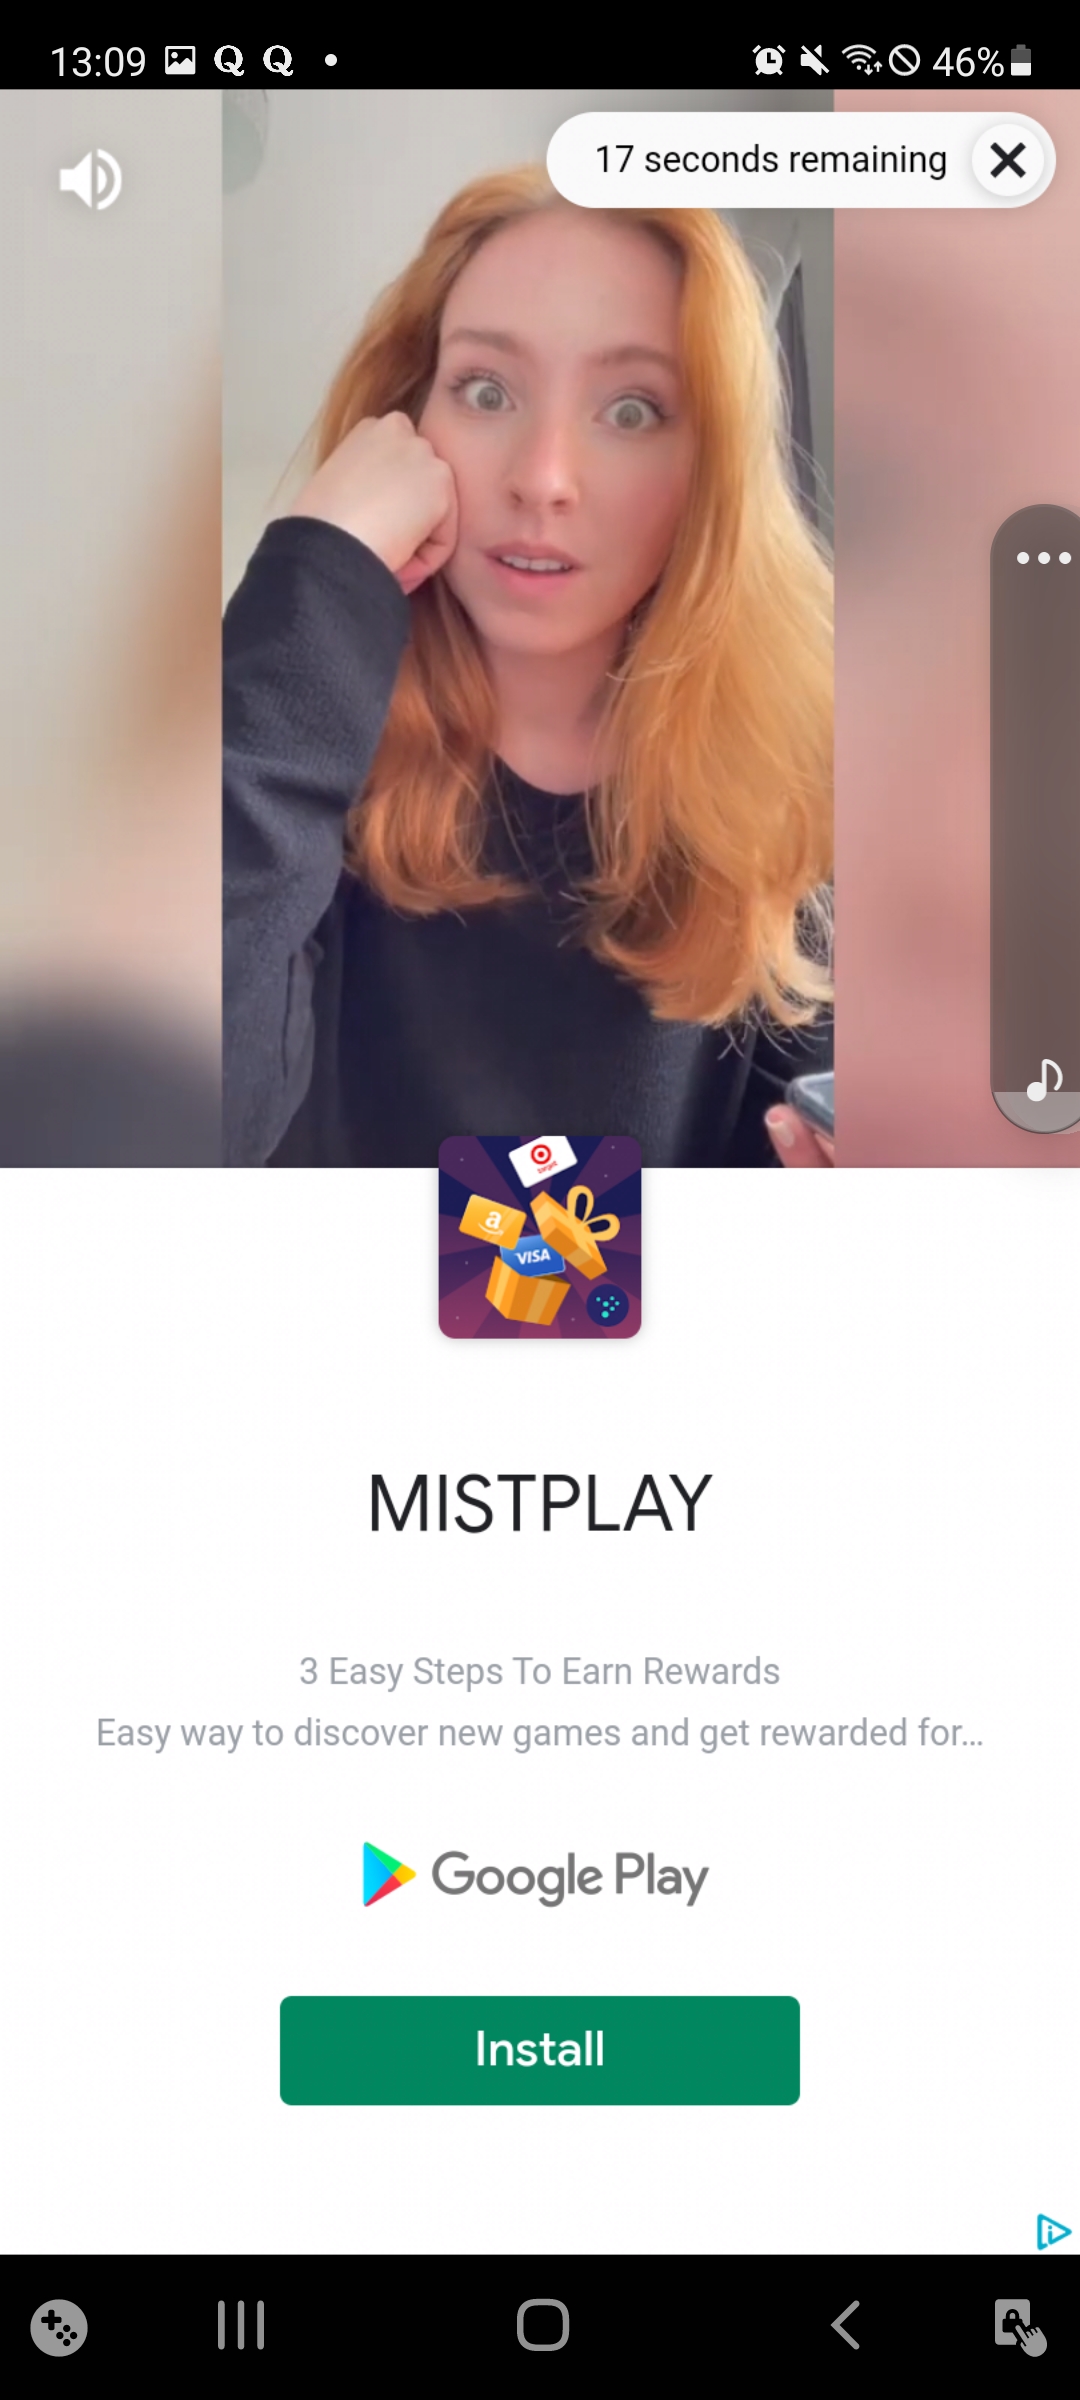 13:09
46%
17 seconds remaining
Target
a
VISA
MISTPLAY
3 Easy Steps To Earn Rewards
Easy way to discover new games and get rewarded for...
Google Play
Install